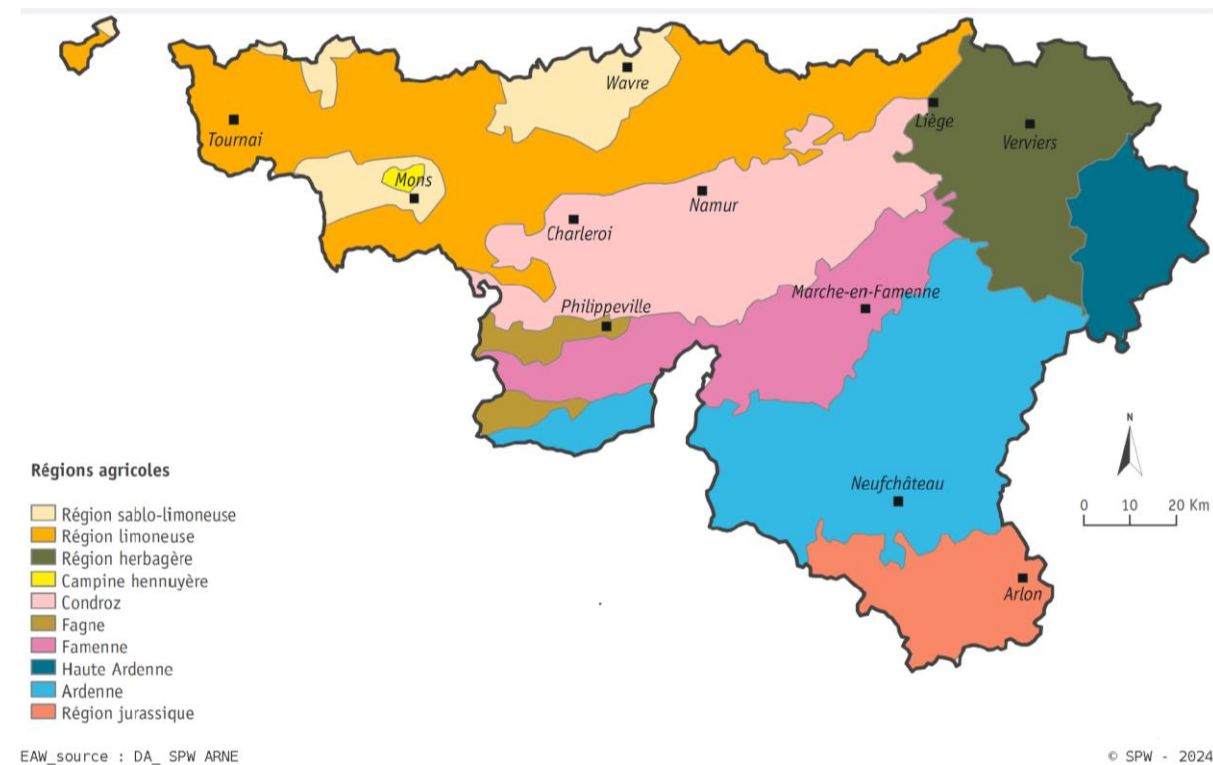 Wavre
Tournai
Liège
Verviers
Mons
Namur
Charleroi
Marche-en-Famenne
Philippeville
N
Neufchâteau
0 10 20 Km
Arlon
Régions agricoles
Région sablo-limoneuse
Région limoneuse
Région herbagère
Campine hennuyère
Condroz
Fagne
Famenne
Haute Ardenne
Ardenne
Région jurassique
EAW_source : DA_ SPW ARNE
© SPW - 2024